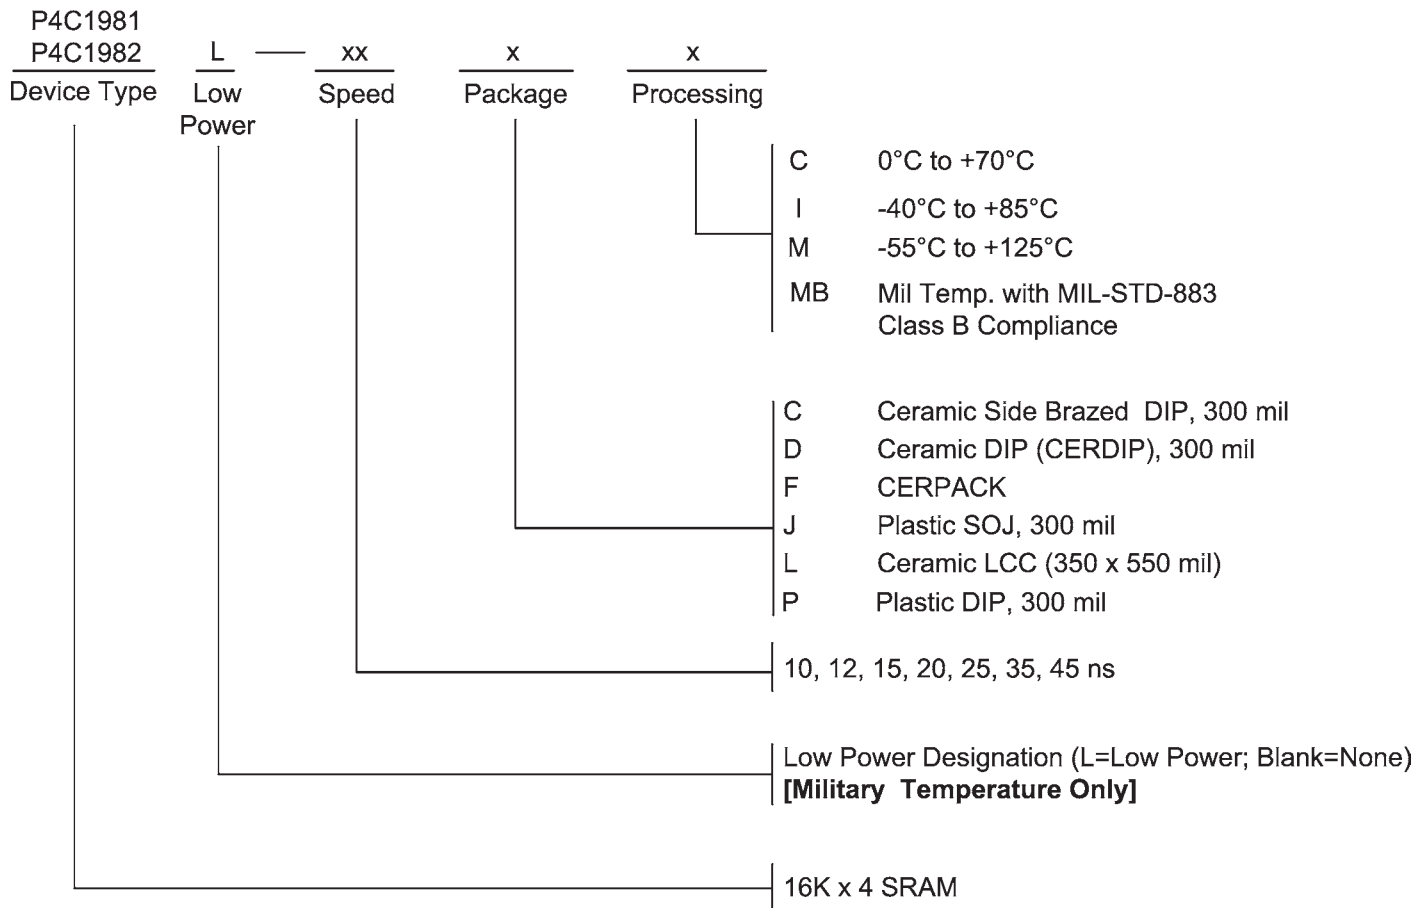 P4C1981
P4C1982 L — xx x x
Device Type Low Power Speed Package Processing
C 0°C to +70°C
I -40°C to +85°C
M -55°C to +125°C
MB Mil Temp. with MIL-STD-883
Class B Compliance
C Ceramic Side Brazed DIP, 300 mil
D Ceramic DIP (CERDIP), 300 mil
F CERPACK
J Plastic SOJ, 300 mil
L Ceramic LCC (350 x 550 mil)
P Plastic DIP, 300 mil
10, 12, 15, 20, 25, 35, 45 ns
Low Power Designation (L=Low Power; Blank=None)
[Military Temperature Only]
16K x 4 SRAM